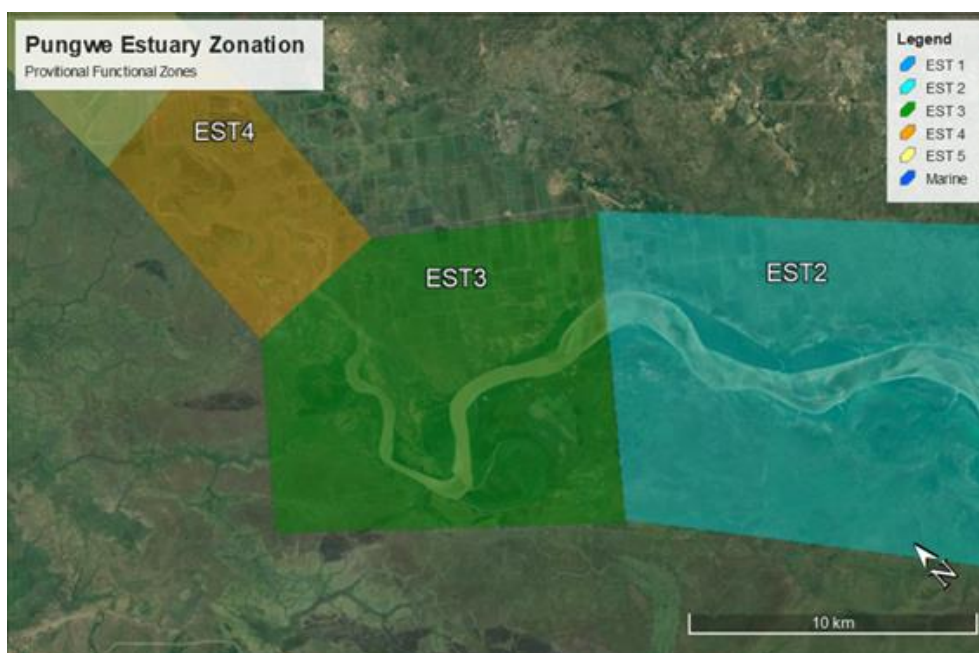 Pungwe Estuary Zonation
Provitional Functional Zones
Legend
EST 1
EST 2
EST 3
EST 4
EST 5
Marine
EST4
EST3
EST2
N
10 km